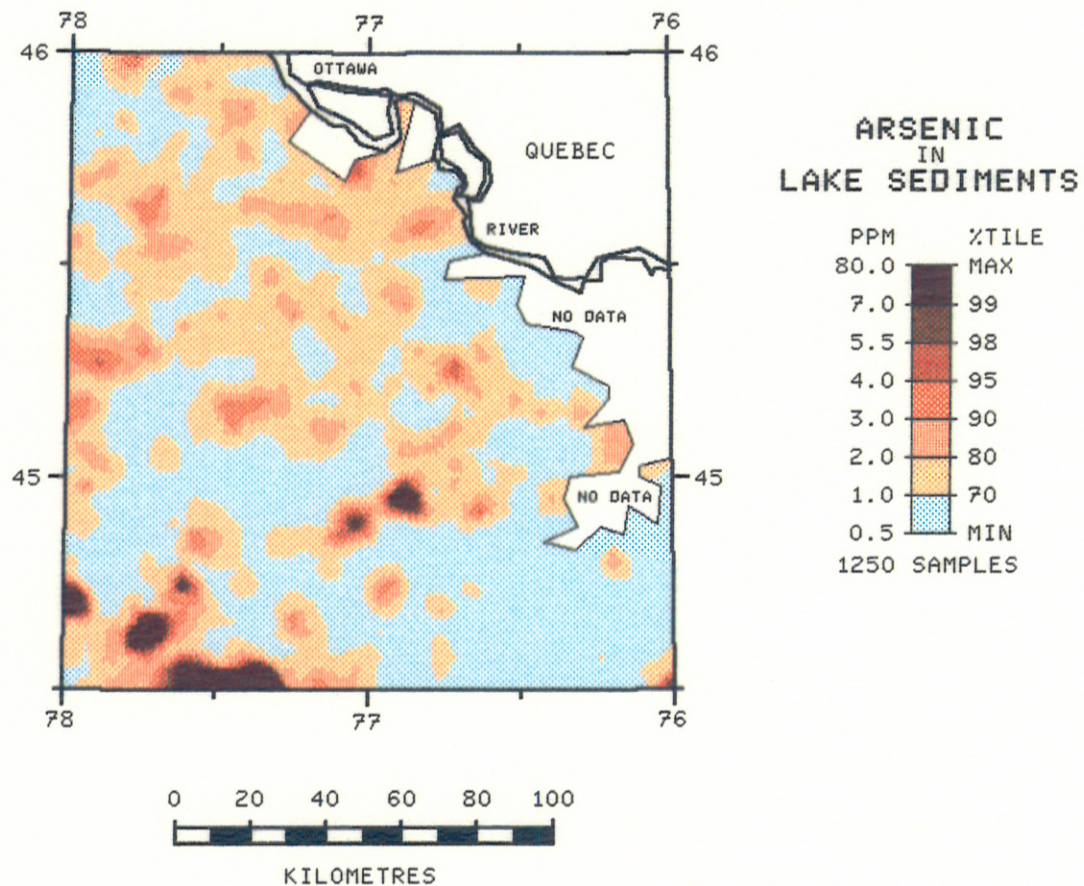 78 77 76
46 46
OTTAWA
QUEBEC
RIVER
NO DATA
45 45
NO DATA
78 77 76
ARSENIC
IN
LAKE SEDIMENTS
PPM %TILE
80.0 MAX
7.0 99
5.5 98
4.0 95
3.0 90
2.0 80
1.0 70
0.5 MIN
1250 SAMPLES
0 20 40 60 80 100
KILOMETRES